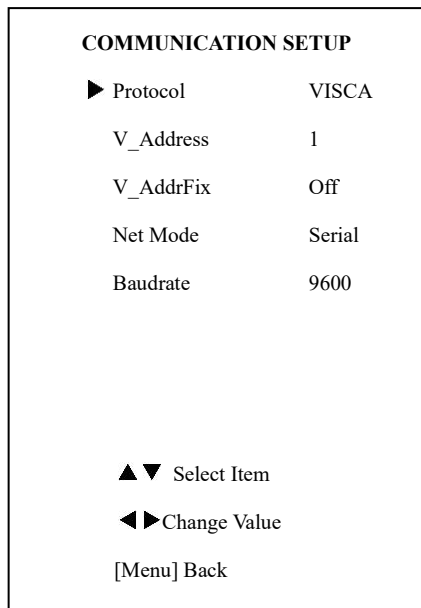 COMMUNICATION SETUP
▶ Protocol VISCA
V_Address 1
V_AddrFix Off
Net Mode Serial
Baudrate 9600
▲▼ Select Item
◀▶Change Value
[Menu] Back